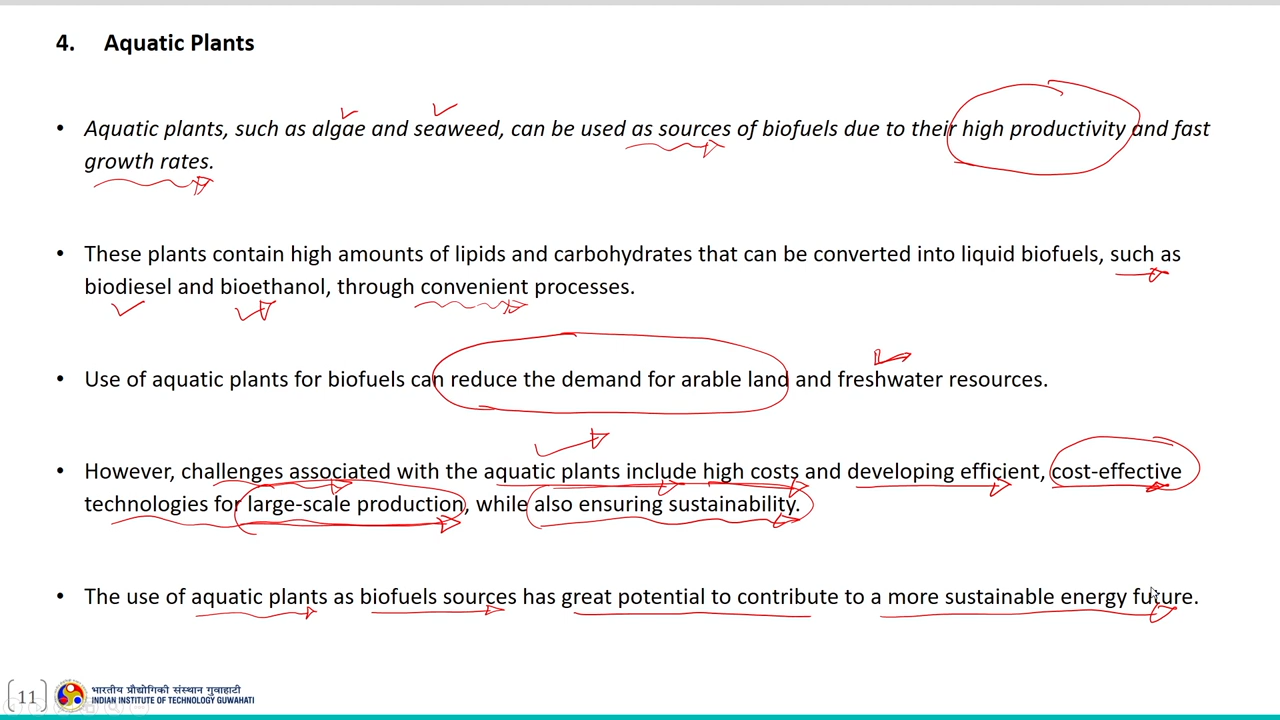 4. Aquatic Plants
• Aquatic plants, such as algae and seaweed, can be used as sources of biofuels due to their high productivity and fast
growth rates.
• These plants contain high amounts of lipids and carbohydrates that can be converted into liquid biofuels, such as
biodiesel and bioethanol, through convenient processes.
• Use of aquatic plants for biofuels can reduce the demand for arable land and freshwater resources.
• However, challenges associated with the aquatic plants include high costs and developing efficient, cost-effective
technologies for large-scale production, while also ensuring sustainability.
• The use of aquatic plants as biofuels sources has great potential to contribute to a more sustainable energy future.
11
भारतीय प्रौद्योगिकी संस्थान गुवाहाटी
INDIAN INSTITUTE OF TECHNOLOGY GUWAHATI